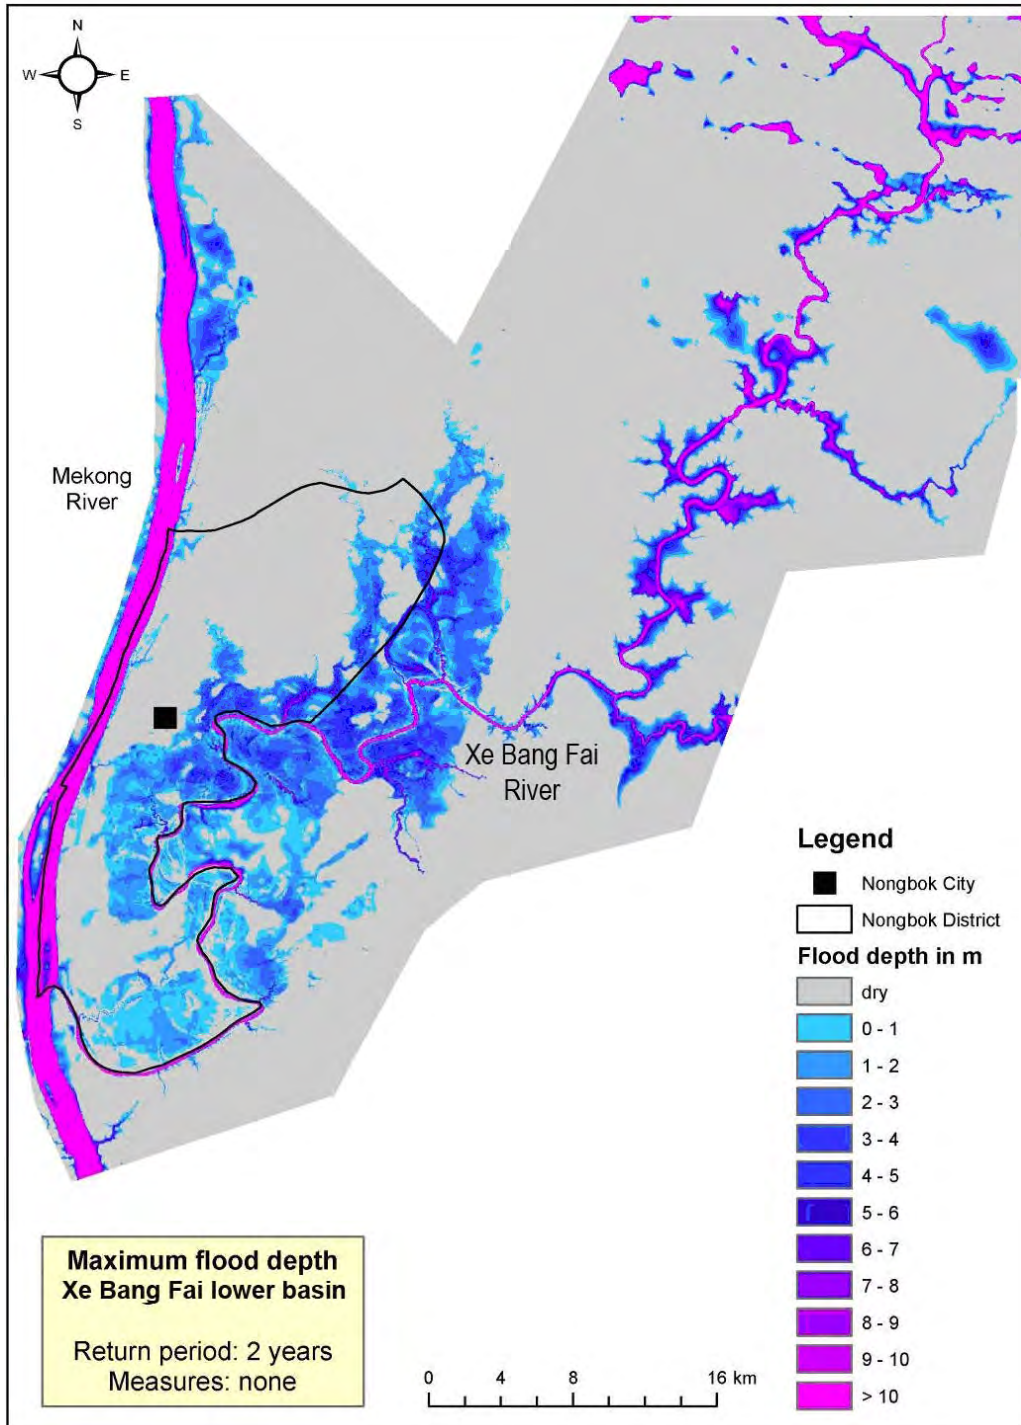 N
W E
S
Mekong
River
Xe Bang Fai
River
Legend
Nongbok City
Nongbok District
Flood depth in m
dry
0 - 1
1 - 2
2 - 3
3 - 4
4 - 5
5 - 6
6 - 7
7 - 8
8 - 9
9 - 10
> 10
Maximum flood depth
Xe Bang Fai lower basin
Return period: 2 years
Measures: none
0 4 8 16 km